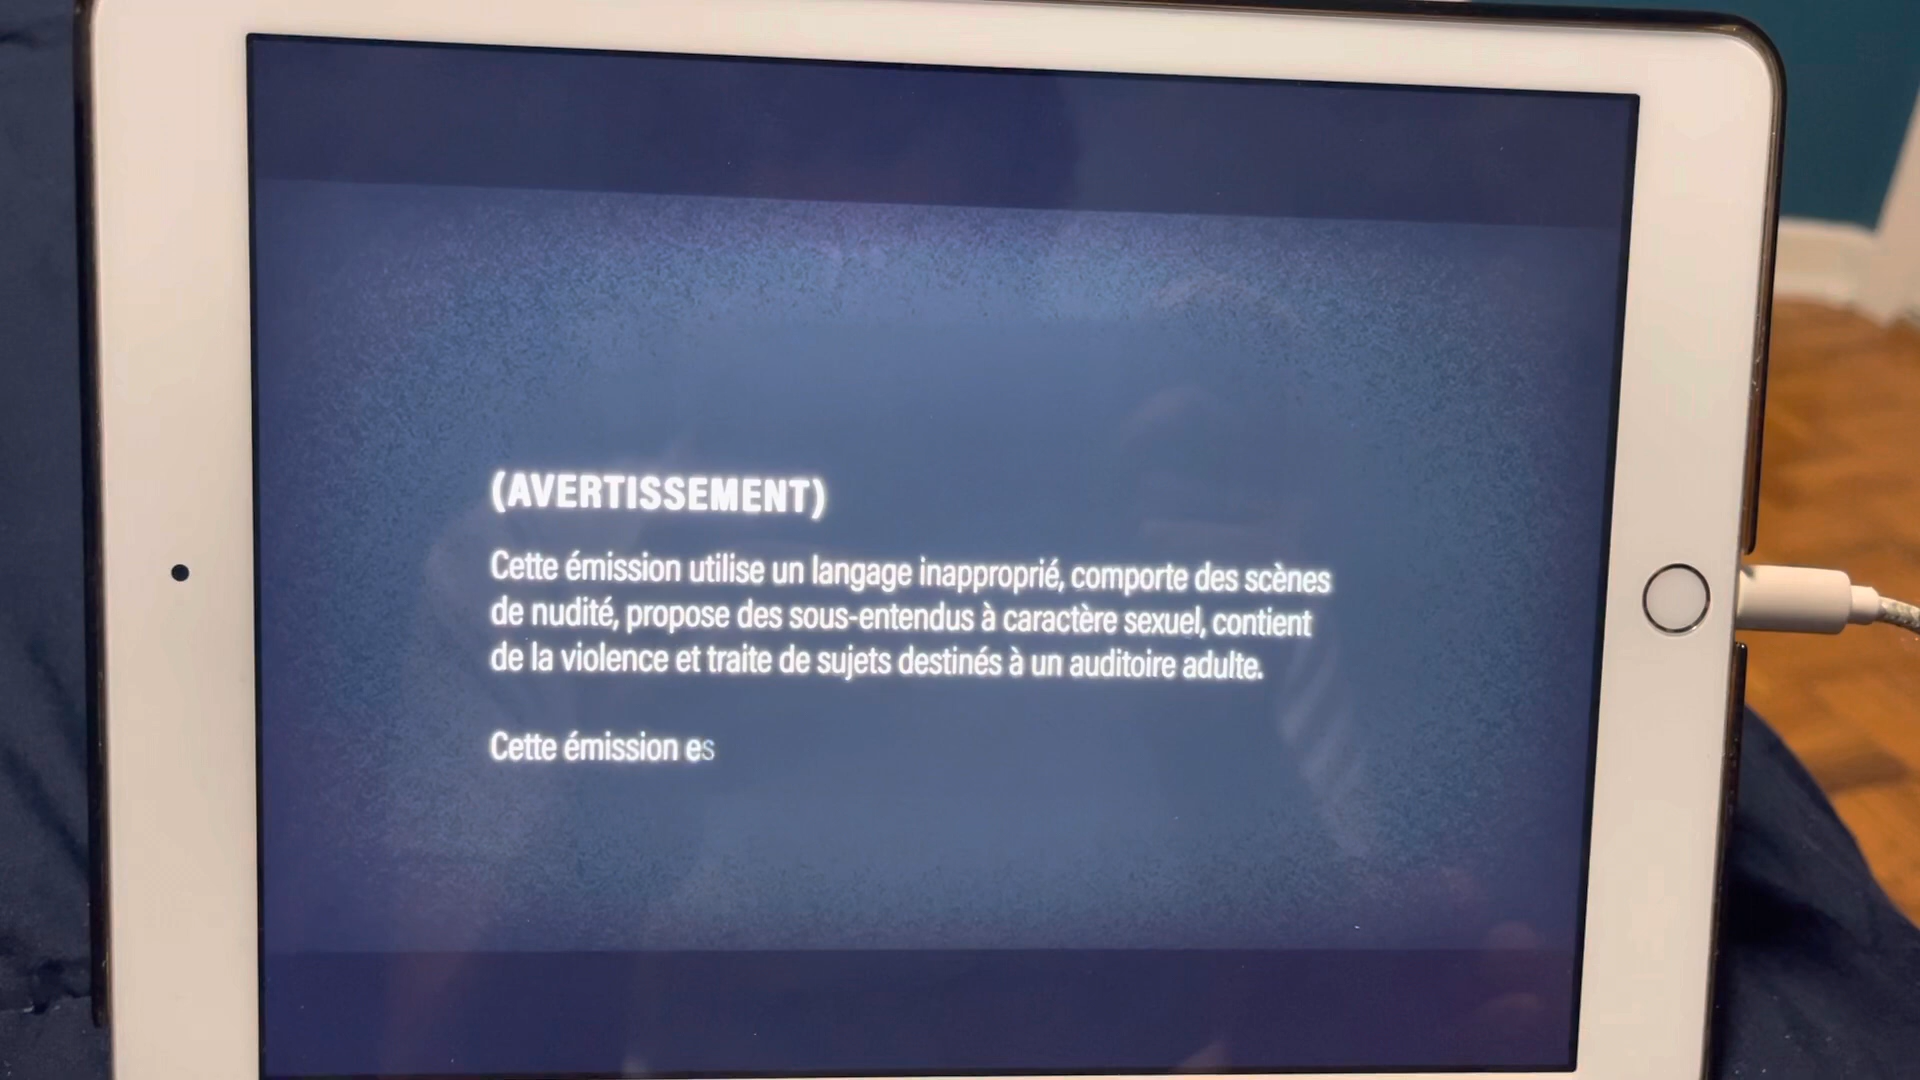 (AVERTISSEMENT)
Cette émission utilise un langage inapproprié, comporte des scènes
de nudité, propose des sous-entendus à caractère sexuel, contient
de la violence et traite de sujets destinés à un auditoire adulte.
Cette émission es